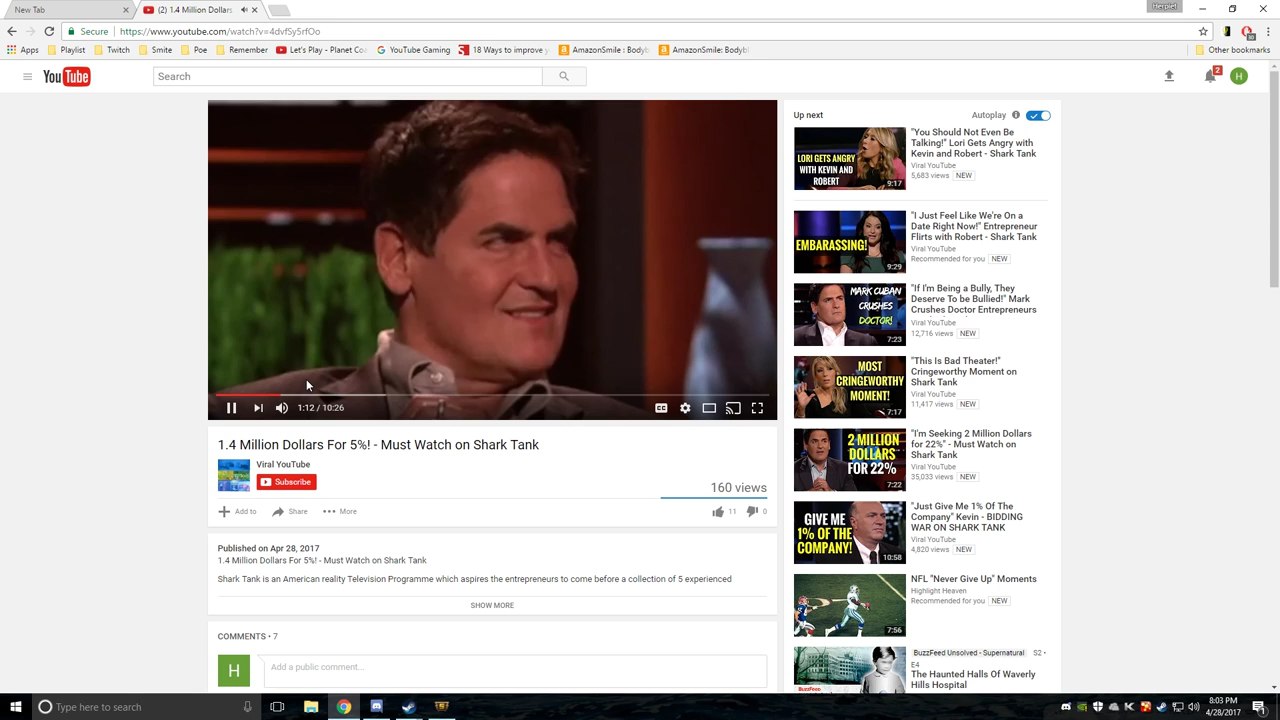 New Tab
(2) 1.4 Million Dollars
Herpief
Secure
https://www.youtube.com/watch?v=4dvfSy5rfOo
Apps
Playlist
Twitch
Smite
Poe
Remember
Let's Play - Planet Co
YouTube Gaming
18 Ways to improve
AmazonSmile : Bodyb
AmazonSmile: Bodybl
Other bookmarks
YouTube
Search
2
H
Up next
Autoplay
LORI GETS ANGRY
WITH KEVIN AND
ROBERT
9:17
"You Should Not Even Be
Talking!" Lori Gets Angry with
Kevin and Robert - Shark Tank
Viral YouTube
5,683 views NEW
EMBARASSING!
9:29
"I Just Feel Like We're On a
Date Right Now!" Entrepreneur
Flirts with Robert - Shark Tank
Viral YouTube
Recommended for you NEW
MARK CUBAN
CRUSHES
DOCTOR!
7:23
"If I'm Being a Bully, They
Deserve To be Bullied!" Mark
Crushes Doctor Entrepreneurs
Viral YouTube
12,716 views NEW
MOST
CRINGEWORTHY
MOMENT!
7:17
"This Is Bad Theater!"
Cringeworthy Moment on
Shark Tank
Viral YouTube
11,417 views NEW
2 MILLION
DOLLARS
FOR 22%
7:22
"I'm Seeking 2 Million Dollars
for 22%" - Must Watch on
Shark Tank
Viral YouTube
35,033 views NEW
GIVE ME
1% OF THE
COMPANY!
10:58
"Just Give Me 1% Of The
Company" Kevin - BIDDING
WAR ON SHARK TANK
Viral YouTube
4,820 views NEW
7:56
NFL "Never Give Up" Moments
Highlight Heaven
Recommended for you NEW
BuzzFeed
BuzzFeed Unsolved - Supernatural S2 •
E4
The Haunted Halls Of Waverly
Hills Hospital
1:12 / 10:26
CC
1.4 Million Dollars For 5%! - Must Watch on Shark Tank
Viral YouTube
Subscribe
160 views
Add to
Share
More
11
0
Published on Apr 28, 2017
1.4 Million Dollars For 5%! - Must Watch on Shark Tank
Shark Tank is an American reality Television Programme which aspires the entrepreneurs to come before a collection of 5 experienced
SHOW MORE
COMMENTS • 7
H
Add a public comment...
Type here to search
8:03 PM
4/28/2017